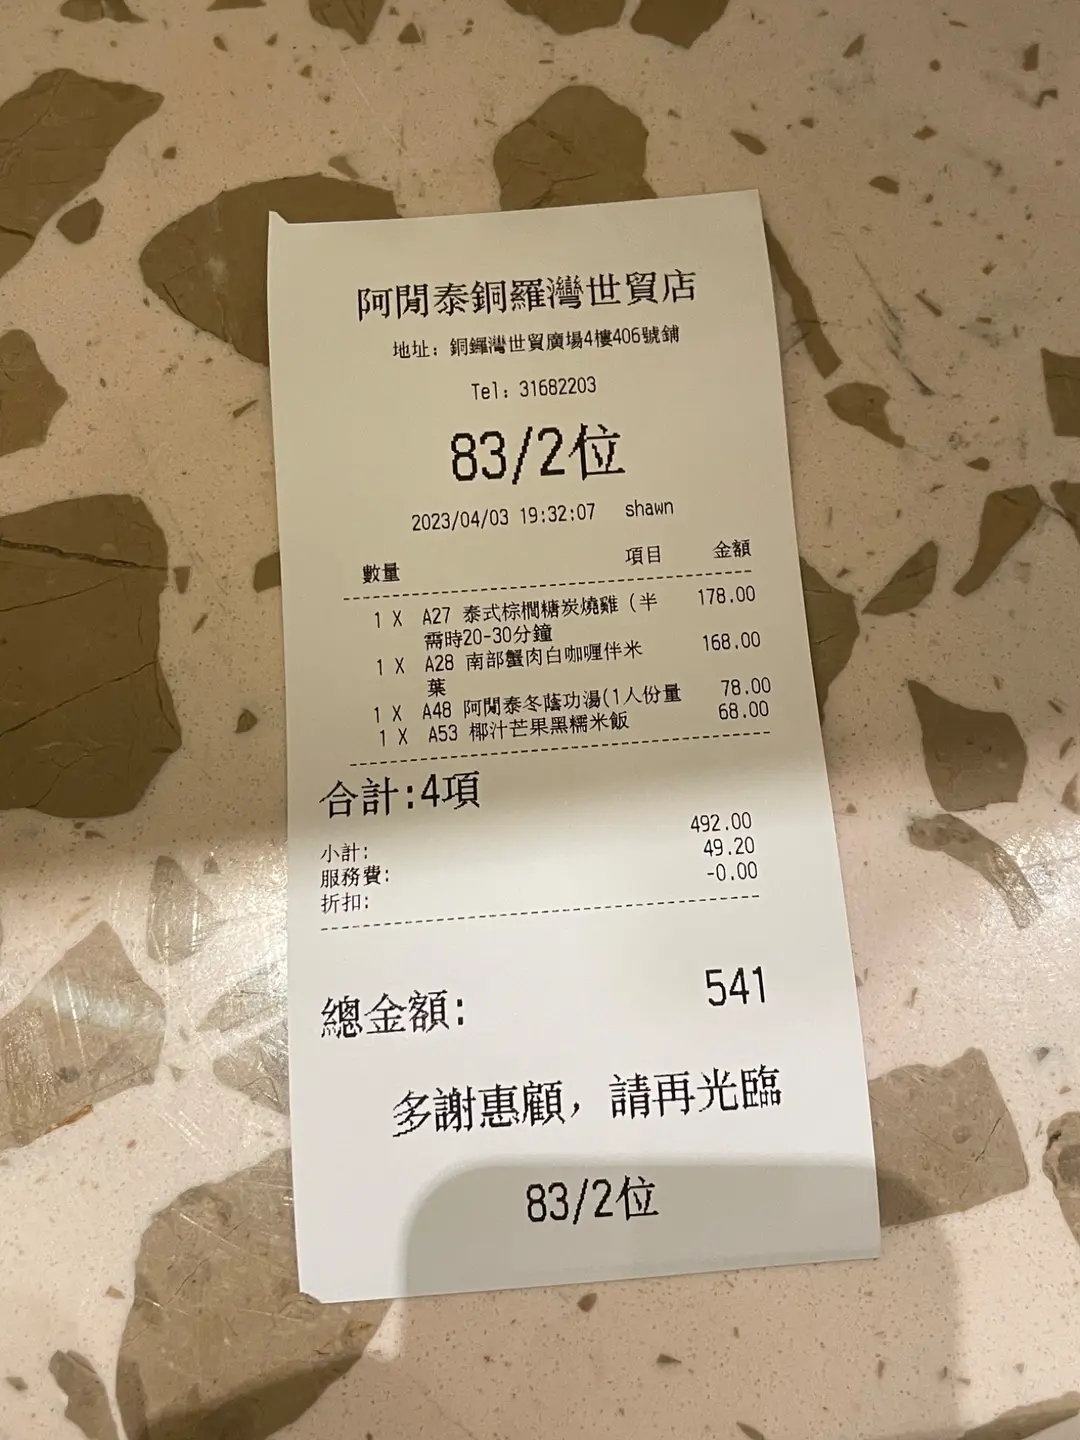 阿閒泰銅羅灣世貿店
地址: 銅鑼灣世貿廣場4樓406號鋪
Tel: 31682203
83/2位
2023/04/03 19:32:07 shawn
數量 項目 金額
1 X A27 泰式棕櫚糖炭燒雞 (半 178.00
需時20-30分鐘
1 X A28 南部蟹肉白咖喱伴米 168.00
葉
1 X A48 阿閒泰冬蔭功湯(1人份量 78.00
1 X A53 椰汁芒果黑糯米飯 68.00
合計:4項
小計: 492.00
服務費: 49.20
折扣: -0.00
總金額: 541
多謝惠顧, 請再光臨
83/2位